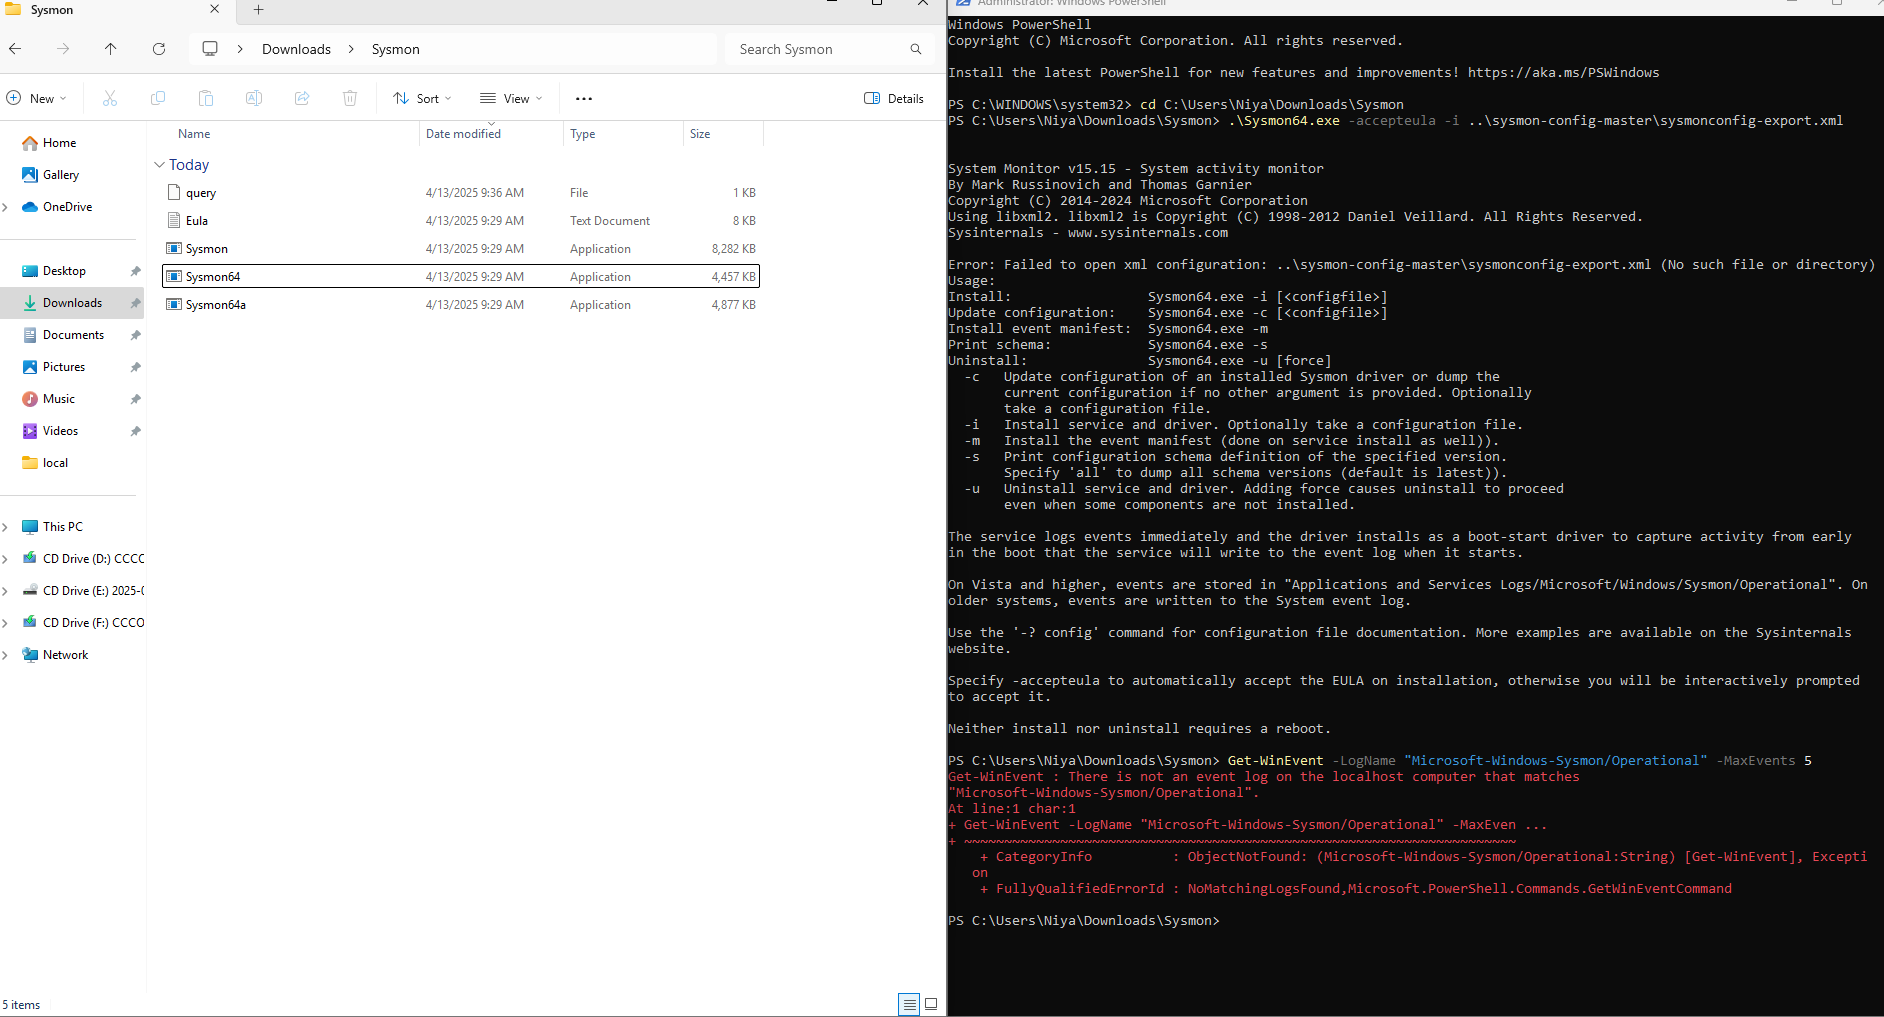 Sysmon
Downloads
Sysmon
Search Sysmon
New
Sort
View
Details
Home
Gallery
OneDrive
Desktop
Downloads
Documents
Pictures
Music
Videos
local
This PC
CD Drive (D:) CCCO
CD Drive (E:) 2025-0
CD Drive (F:) CCCO
Network
Name Date modified Type Size
Today
query 4/13/2025 9:36 AM File 1 KB
Eula 4/13/2025 9:29 AM Text Document 8 KB
Sysmon 4/13/2025 9:29 AM Application 8,282 KB
Sysmon64 4/13/2025 9:29 AM Application 4,457 KB
Sysmon64a 4/13/2025 9:29 AM Application 4,877 KB
5 items
Administrator: Windows PowerShell
Windows PowerShell
Copyright (C) Microsoft Corporation. All rights reserved.
Install the latest PowerShell for new features and improvements! https://aka.ms/PSWindows
PS C:\WINDOWS\system32> cd C:\Users\Niya\Downloads\Sysmon
PS C:\Users\Niya\Downloads\Sysmon> .\Sysmon64.exe -accepteula -i ..\sysmon-config-master\sysmonconfig-export.xml
System Monitor v15.15 - System activity monitor
By Mark Russinovich and Thomas Garnier
Copyright (C) 2014-2024 Microsoft Corporation
Using libxml2. libxml2 is Copyright (C) 1998-2012 Daniel Veillard. All Rights Reserved.
Sysinternals - www.sysinternals.com
Error: Failed to open xml configuration: ..\sysmon-config-master\sysmonconfig-export.xml (No such file or directory)
Usage:
Install: Sysmon64.exe -i [<configfile>]
Update configuration: Sysmon64.exe -c [<configfile>]
Install event manifest: Sysmon64.exe -m
Print schema: Sysmon64.exe -s
Uninstall: Sysmon64.exe -u [force]
-c Update configuration of an installed Sysmon driver or dump the
current configuration if no other argument is provided. Optionally
take a configuration file.
-i Install service and driver. Optionally take a configuration file.
-m Install the event manifest (done on service install as well)).
-s Print configuration schema definition of the specified version.
Specify 'all' to dump all schema versions (default is latest)).
-u Uninstall service and driver. Adding force causes uninstall to proceed
even when some components are not installed.
The service logs events immediately and the driver installs as a boot-start driver to capture activity from early
in the boot that the service will write to the event log when it starts.
On Vista and higher, events are stored in "Applications and Services Logs/Microsoft/Windows/Sysmon/Operational". On
older systems, events are written to the System event log.
Use the '-? config' command for configuration file documentation. More examples are available on the Sysinternals
website.
Specify -accepteula to automatically accept the EULA on installation, otherwise you will be interactively prompted
to accept it.
Neither install nor uninstall requires a reboot.
PS C:\Users\Niya\Downloads\Sysmon> Get-WinEvent -LogName "Microsoft-Windows-Sysmon/Operational" -MaxEvents 5
Get-WinEvent : There is not an event log on the localhost computer that matches
"Microsoft-Windows-Sysmon/Operational".
At line:1 char:1
+ Get-WinEvent -LogName "Microsoft-Windows-Sysmon/Operational" -MaxEven ...
+ ~~~~~~~~~~~~~~~~~~~~~~~~~~~~~~~~~~~~~~~~~~~~~~~~~~~~~~~~~~~~~~~~~~~~~
+ CategoryInfo : ObjectNotFound: (Microsoft-Windows-Sysmon/Operational:String) [Get-WinEvent], Excepti
on
+ FullyQualifiedErrorId : NoMatchingLogsFound,Microsoft.PowerShell.Commands.GetWinEventCommand
PS C:\Users\Niya\Downloads\Sysmon>